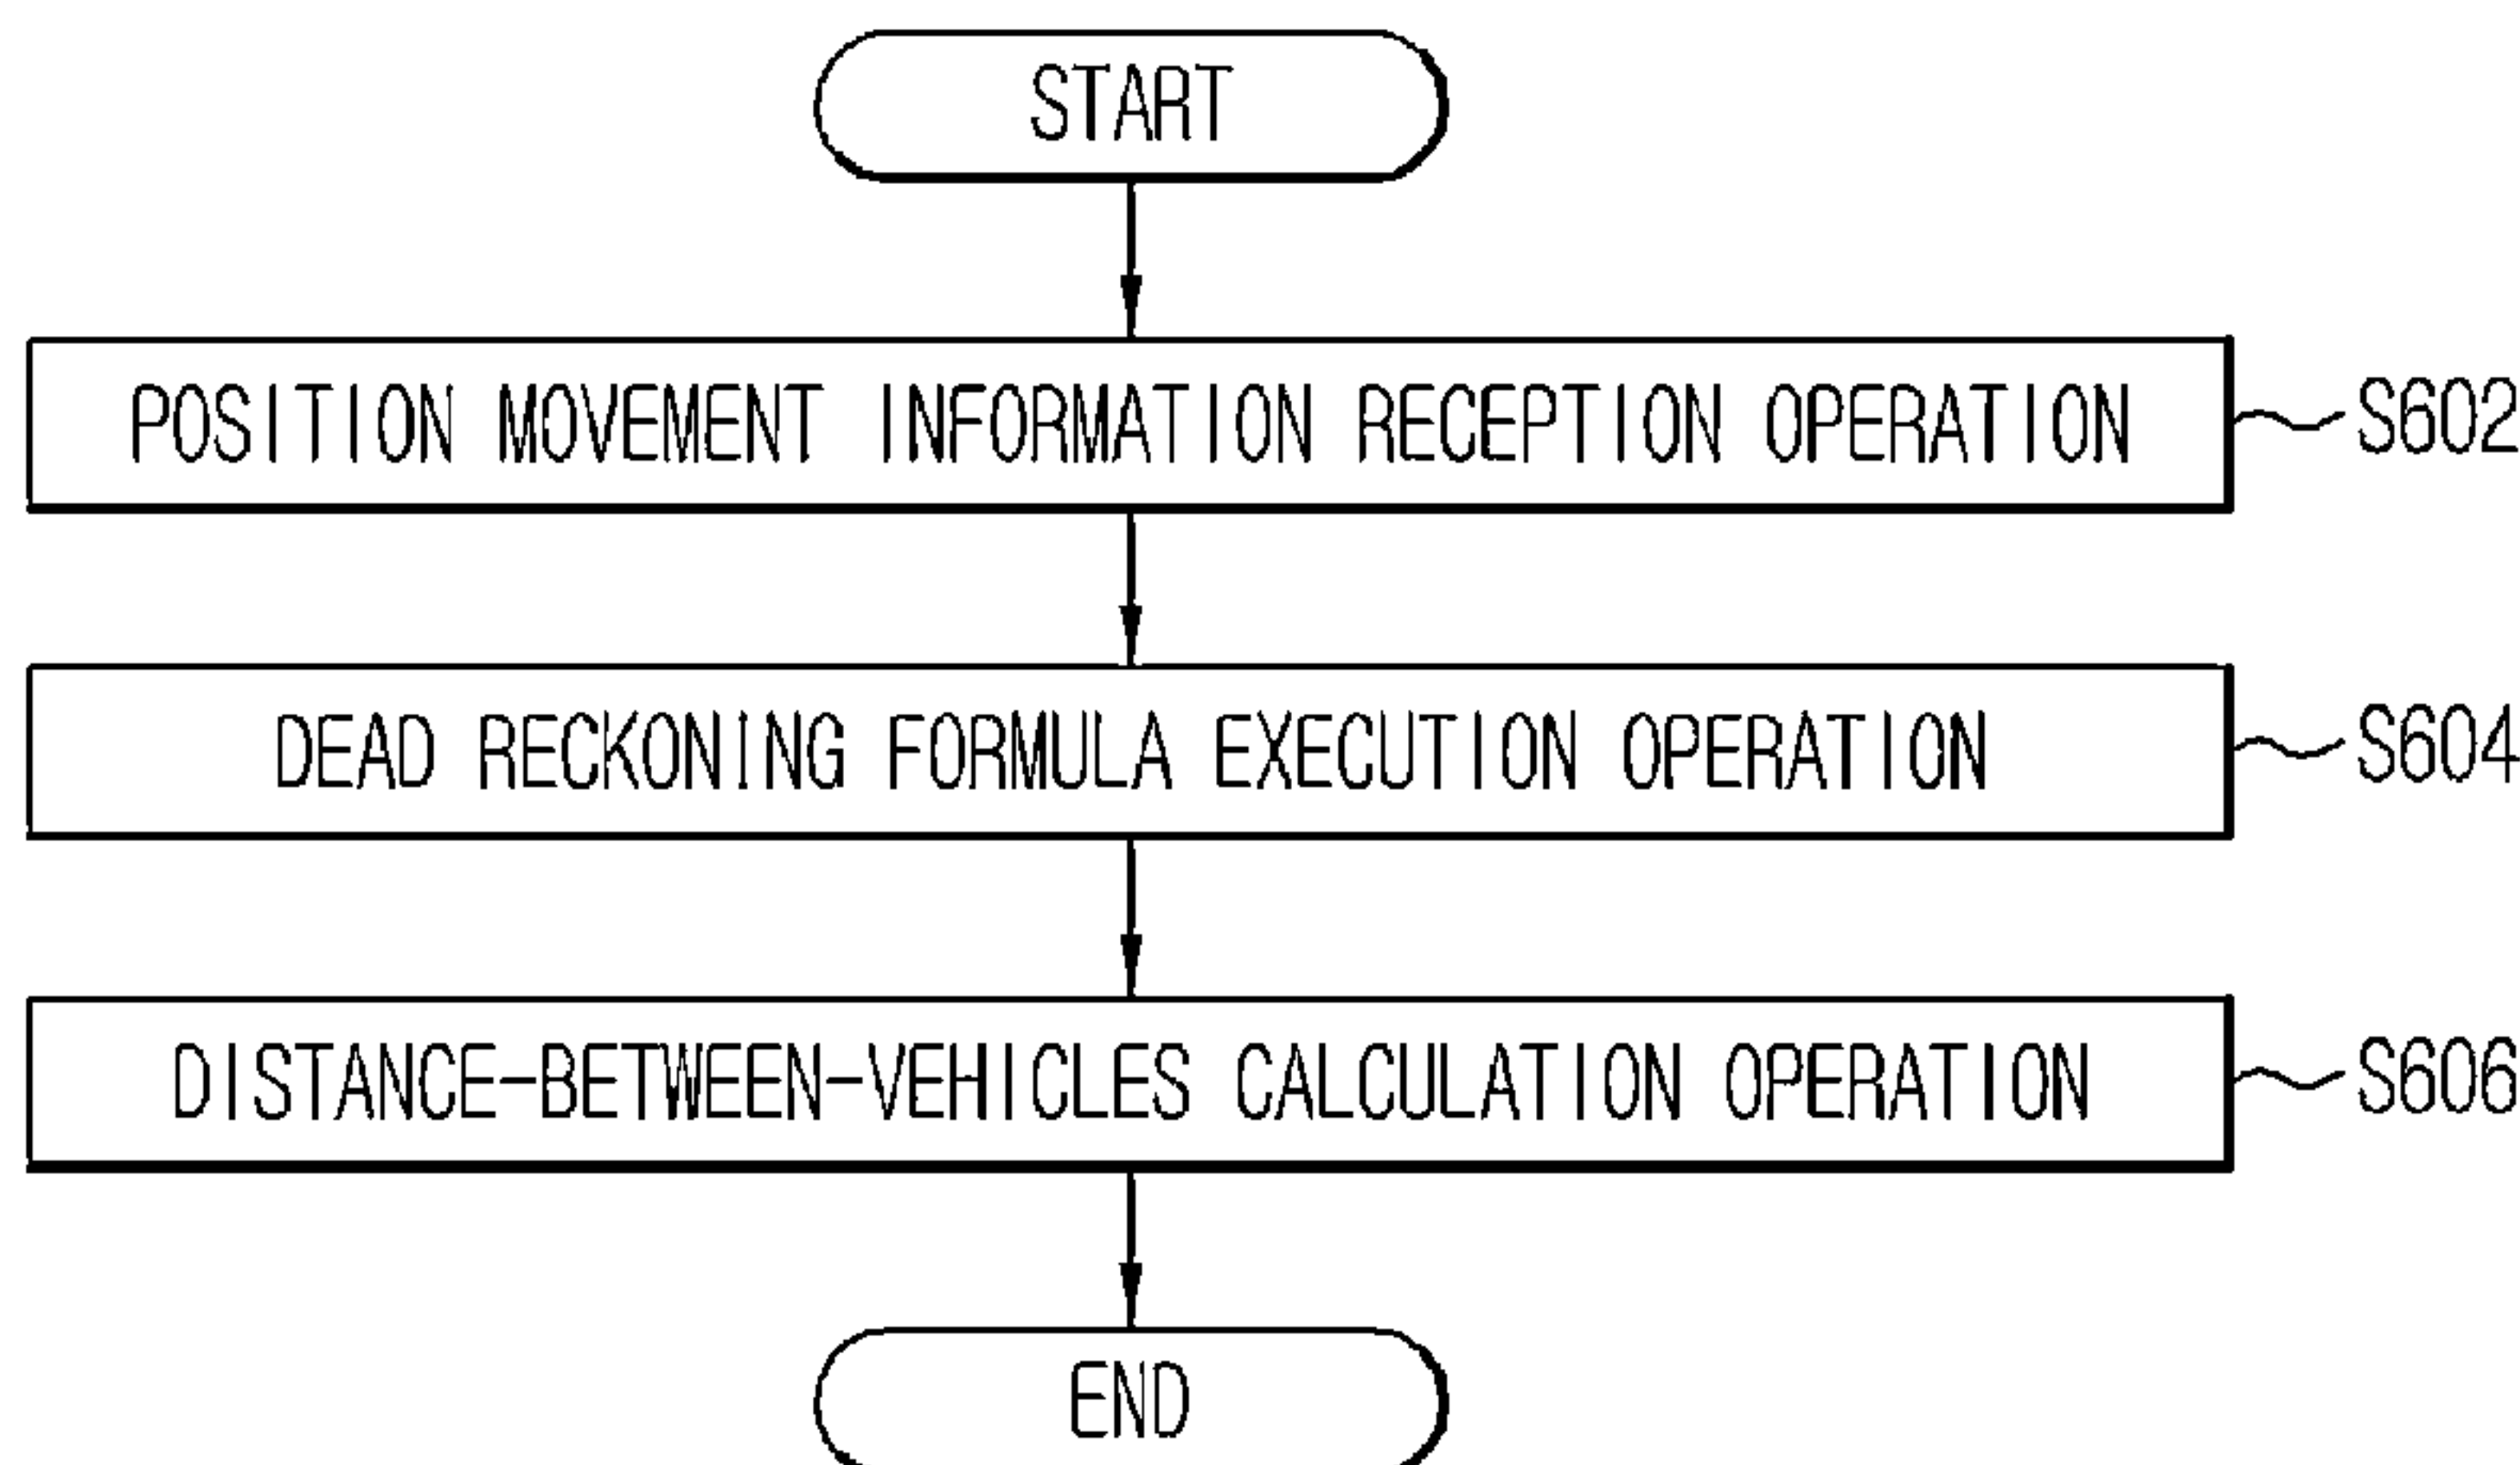 START
POSITION MOVEMENT INFORMATION RECEPTION OPERATION S602
DEAD RECKONING FORMULA EXECUTION OPERATION S604
DISTANCE-BETWEEN-VEHICLES CALCULATION OPERATION S606
END